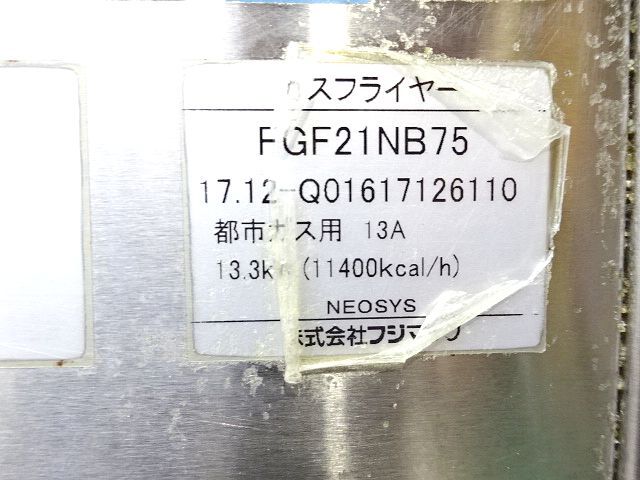 スフライヤー
FGF21NB75
17.12-Q01617126110
都市ガス用 13A
13.3k (11400kcal/h)
NEOSYS
株式会社フジマ